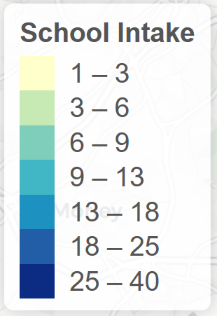 School Intake
1 – 3
3 – 6
6 – 9
9 – 13
13 – 18
18 – 25
25 – 40